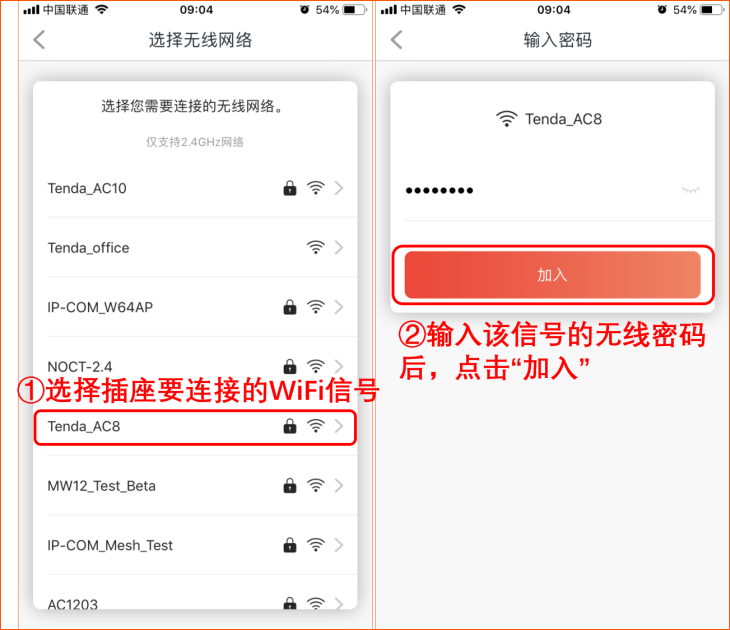 中国联通 09:04 54%
选择无线网络
选择您需要连接的无线网络。
仅支持2.4GHz网络
Tenda_AC10
Tenda_office
IP-COM_W64AP
NOCT-2.4
①选择插座要连接的WiFi信号
Tenda_AC8
MW12_Test_Beta
IP-COM_Mesh_Test
AC1203
中国联通 09:04 54%
输入密码
Tenda_AC8
••••••••
加入
②输入该信号的无线密码
后，点击“加入”